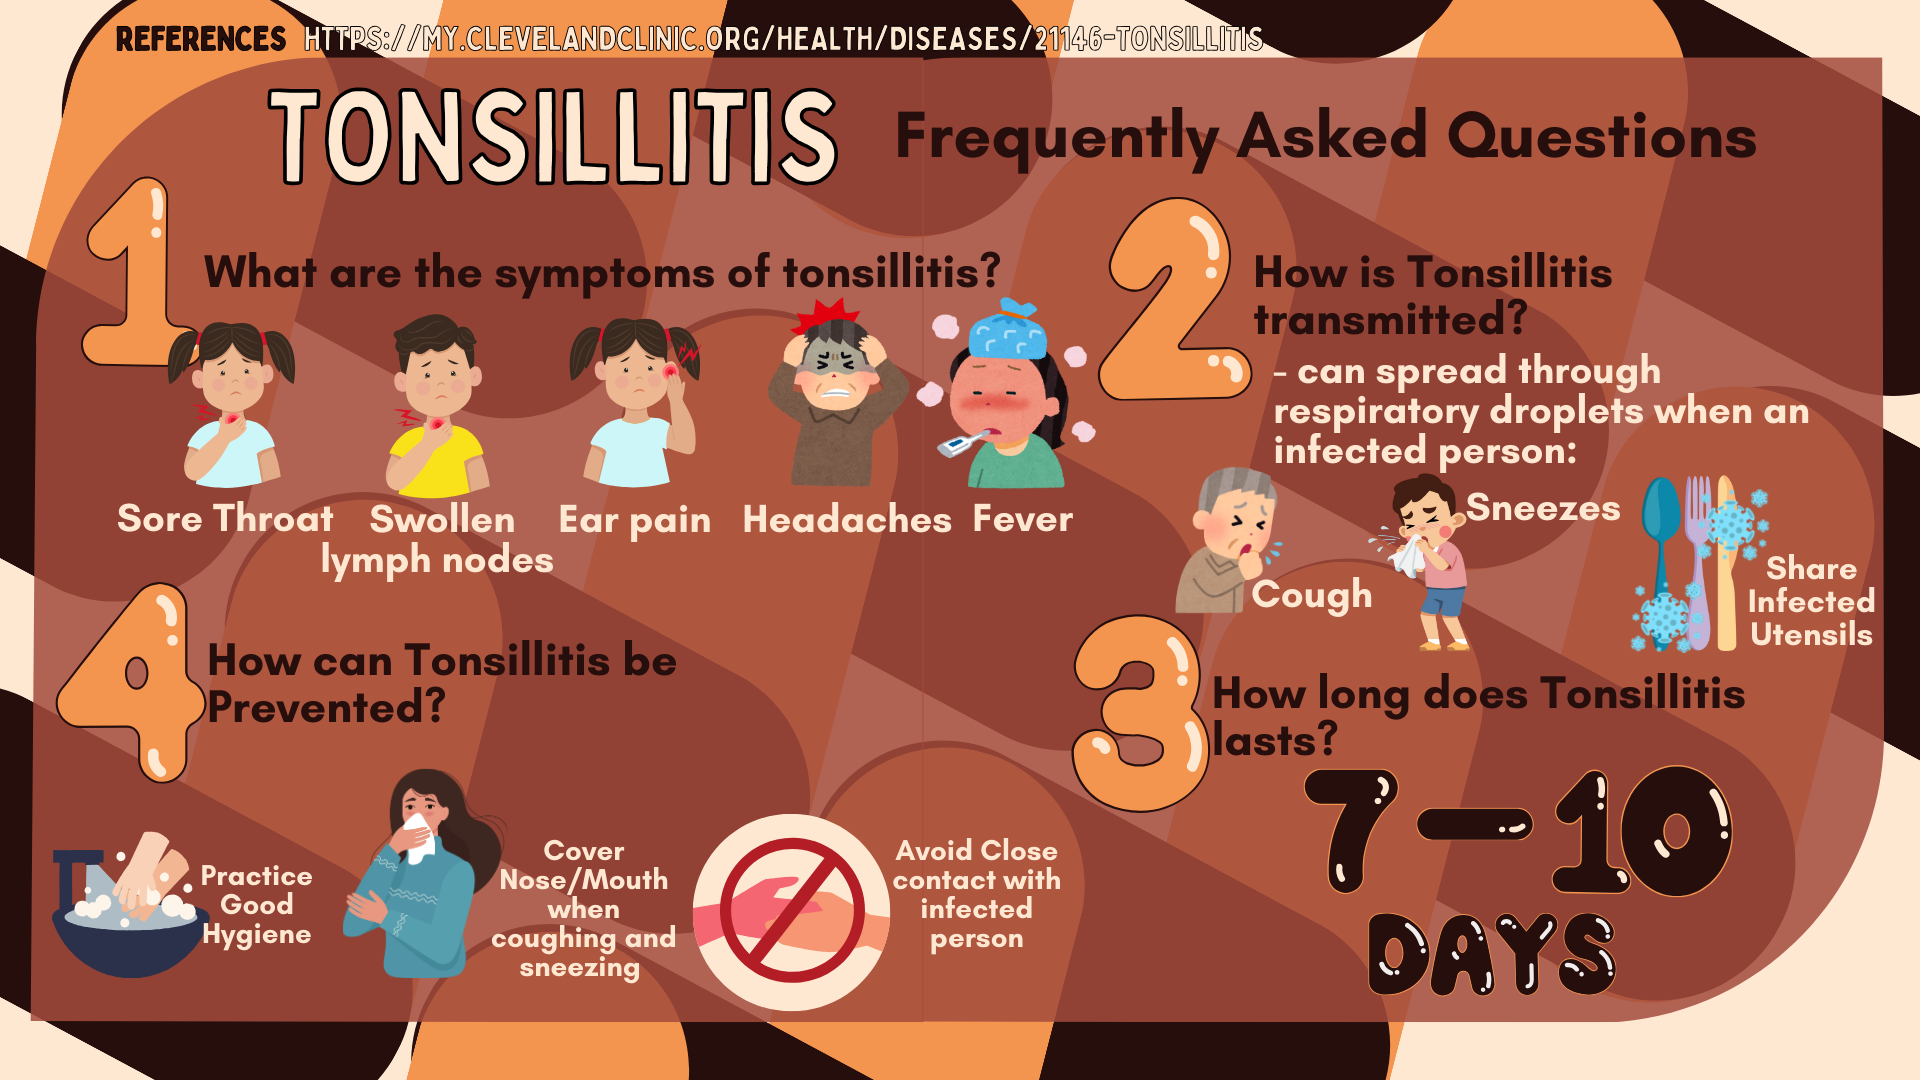 REFERENCES HTTPS://MY.CLEVELANDCLINIC.ORG/HEALTH/DISEASES/21146-TONSILLITIS
TONSILLITIS
Frequently Asked Questions
1
What are the symptoms of tonsillitis?
Sore Throat
Swollen
lymph nodes
Ear pain
Headaches
Fever
2
How is Tonsillitis
transmitted?
- can spread through
respiratory droplets when an
infected person:
Cough
Sneezes
Share
Infected
Utensils
3
How long does Tonsillitis
lasts?
7-10
DAYS
4
How can Tonsillitis be
Prevented?
Practice
Good
Hygiene
Cover
Nose/Mouth
when
coughing and
sneezing
Avoid Close
contact with
infected
person